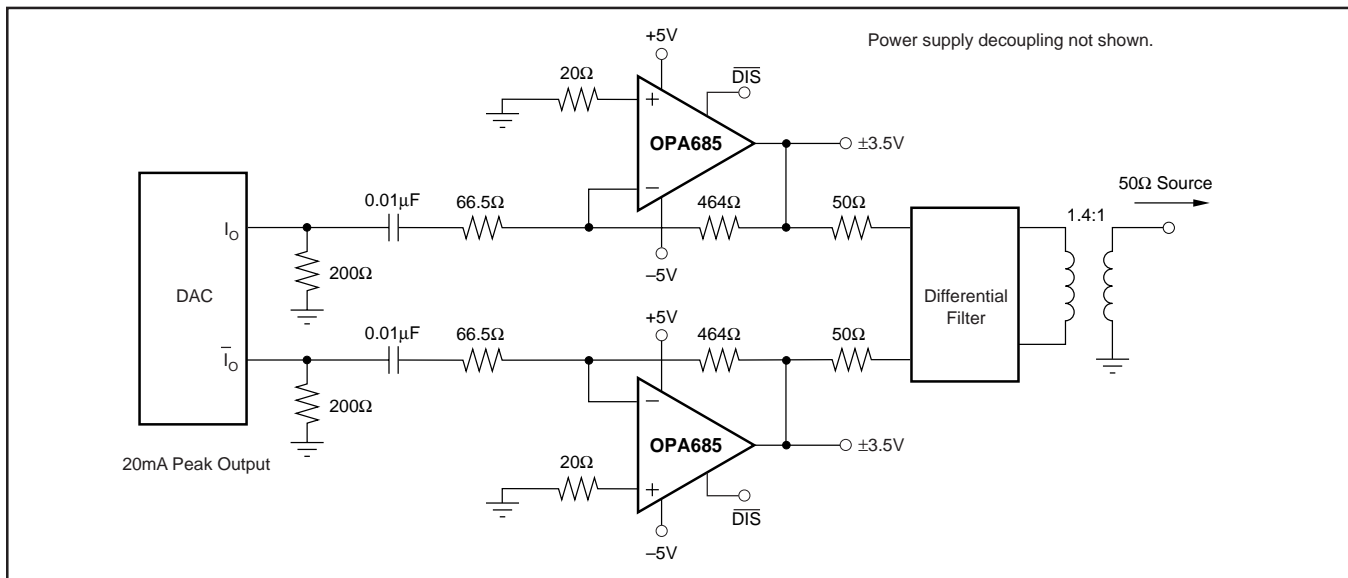 Power supply decoupling not shown.
+5V
20Ω
DIS
+
OPA685
±3.5V
−
0.01µF
66.5Ω
464Ω
50Ω
50Ω Source
1.4:1
IO
200Ω
–5V
DAC
Differential
Filter
+5V
0.01µF
66.5Ω
464Ω
50Ω
IO
200Ω
−
OPA685
±3.5V
20mA Peak Output
20Ω
+
DIS
–5V